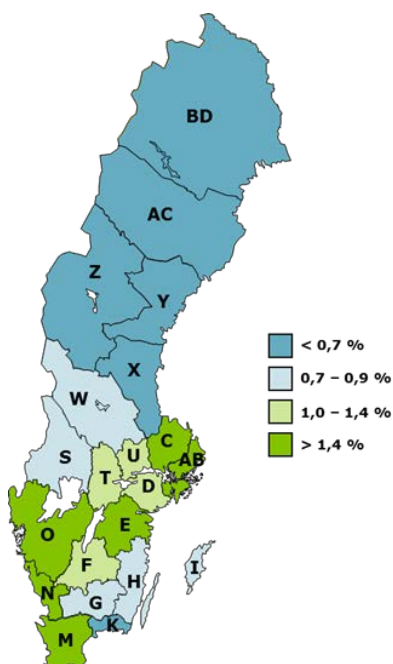 BD
AC
Z
Y
X
W
C
S
U
AB
T
D
O
E
F
I
H
N
G
K
M
< 0,7 %
0,7 – 0,9 %
1,0 – 1,4 %
> 1,4 %